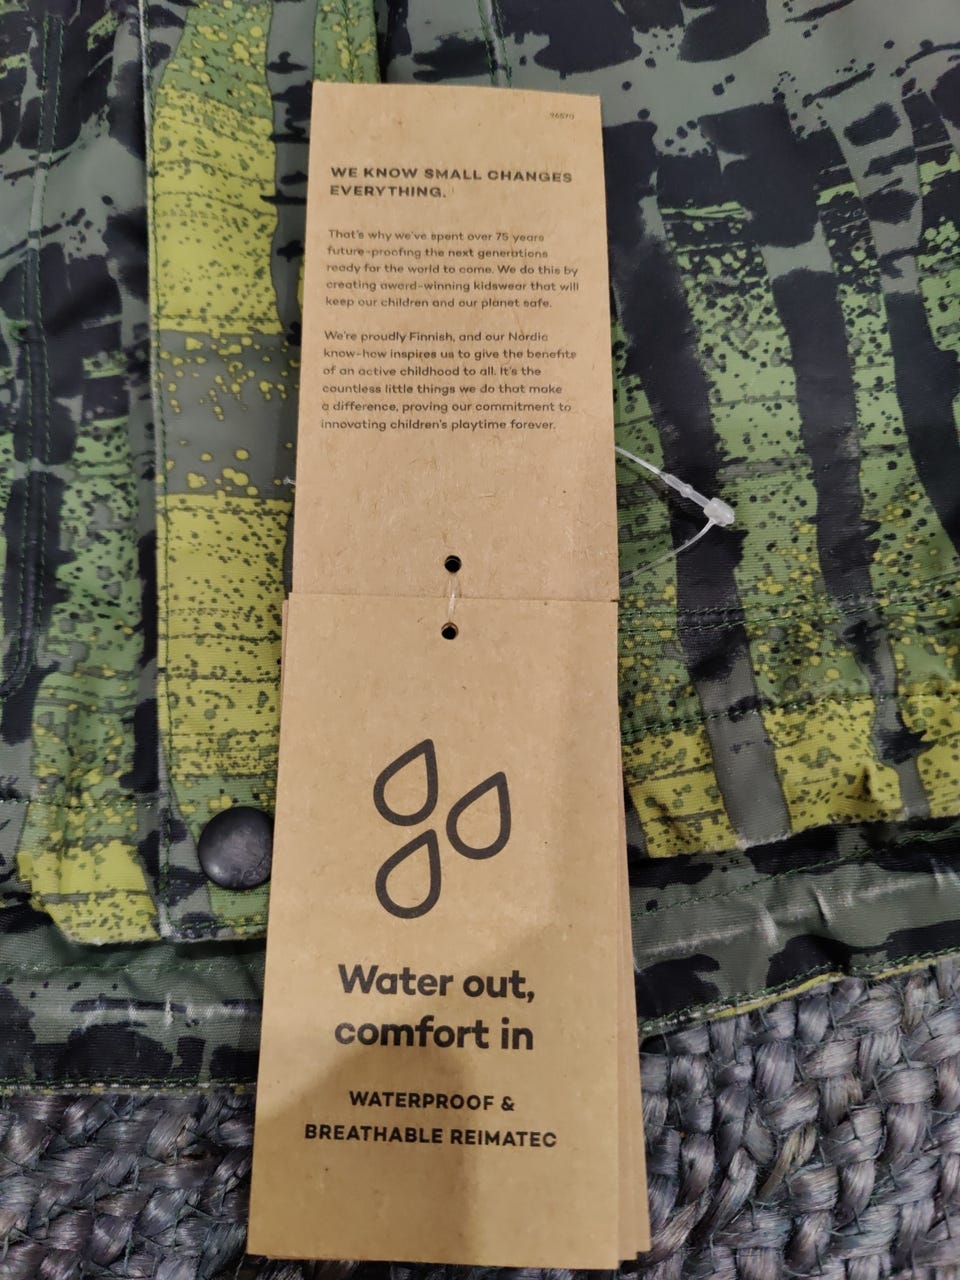 96570
WE KNOW SMALL CHANGES
EVERYTHING.
That's why we've spent over 75 years
future-proofing the next generations
ready for the world to come. We do this by
creating award-winning kidswear that will
keep our children and our planet safe.
We're proudly Finnish, and our Nordic
know-how inspires us to give the benefits
of an active childhood to all. It's the
countless little things we do that make
a difference, proving our commitment to
innovating children's playtime forever.
Water out,
comfort in
WATERPROOF &
BREATHABLE REIMATEC